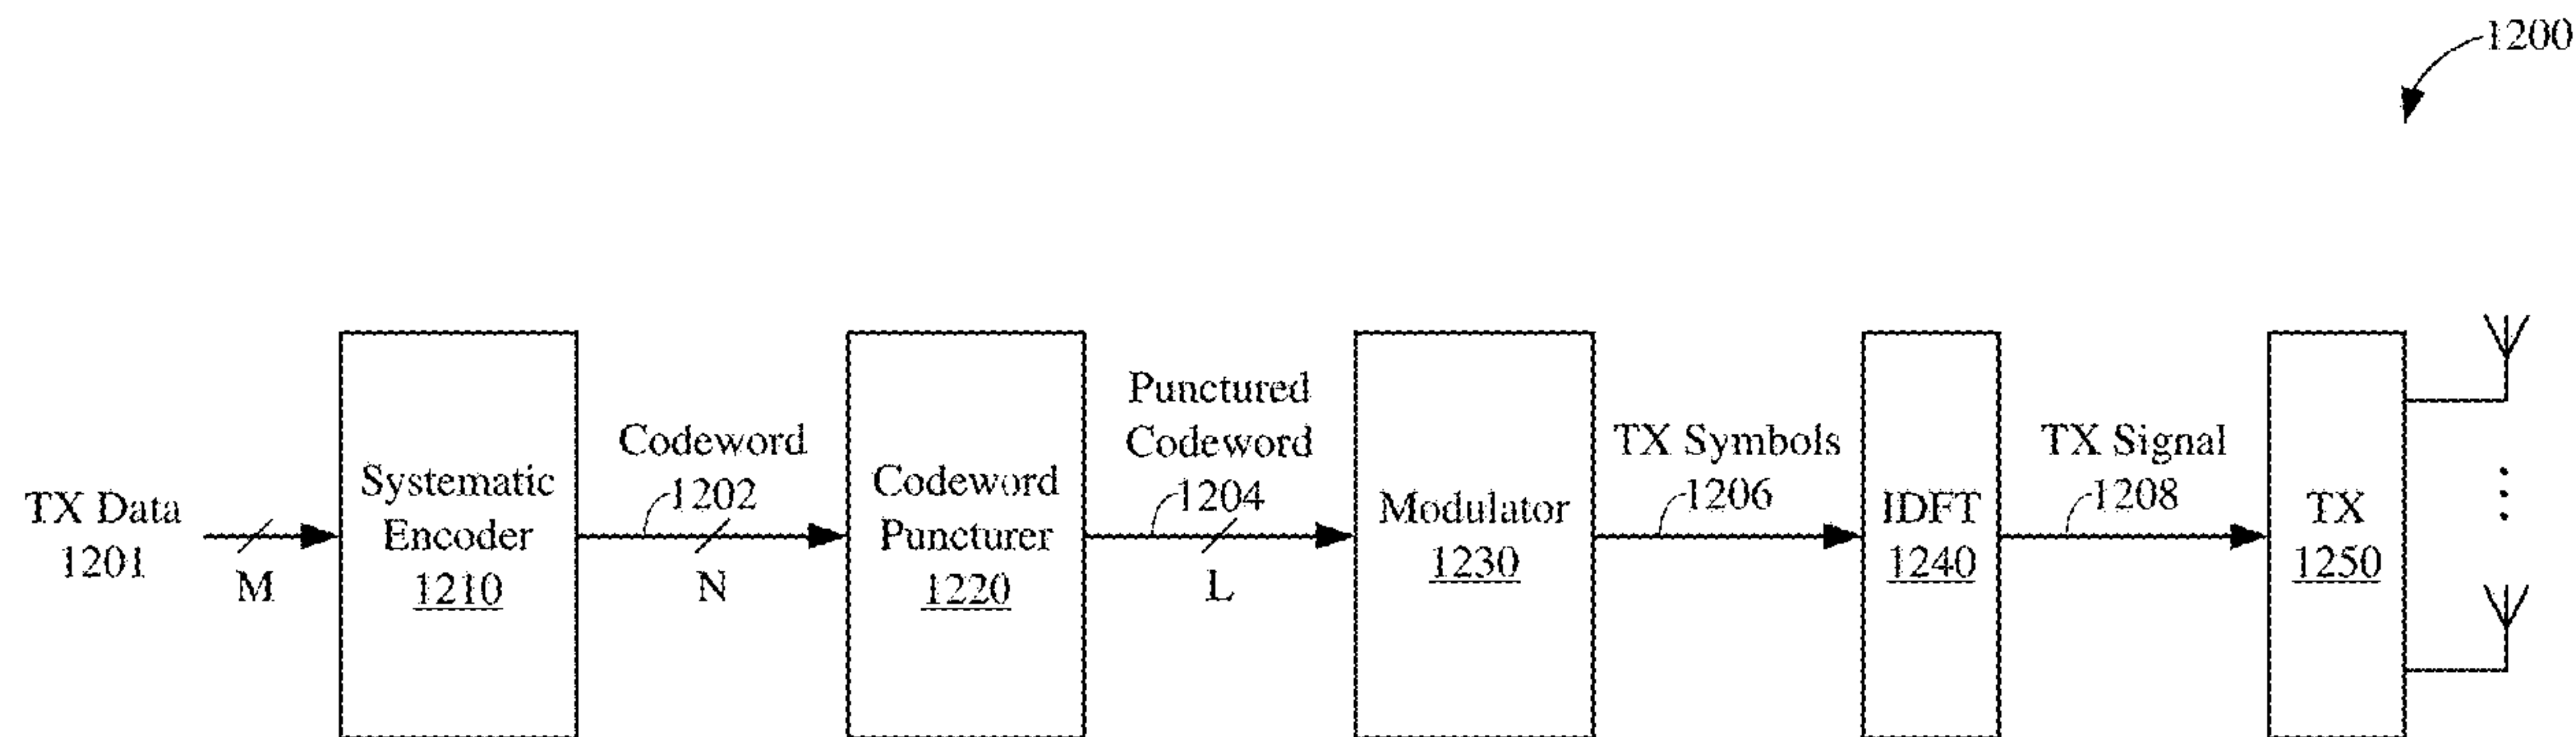 1200
TX Data
1201
M
Systematic
Encoder
1210
Codeword
1202
N
Codeword
Puncturer
1220
Punctured
Codeword
1204
L
Modulator
1230
TX Symbols
1206
IDFT
1240
TX Signal
1208
TX
1250